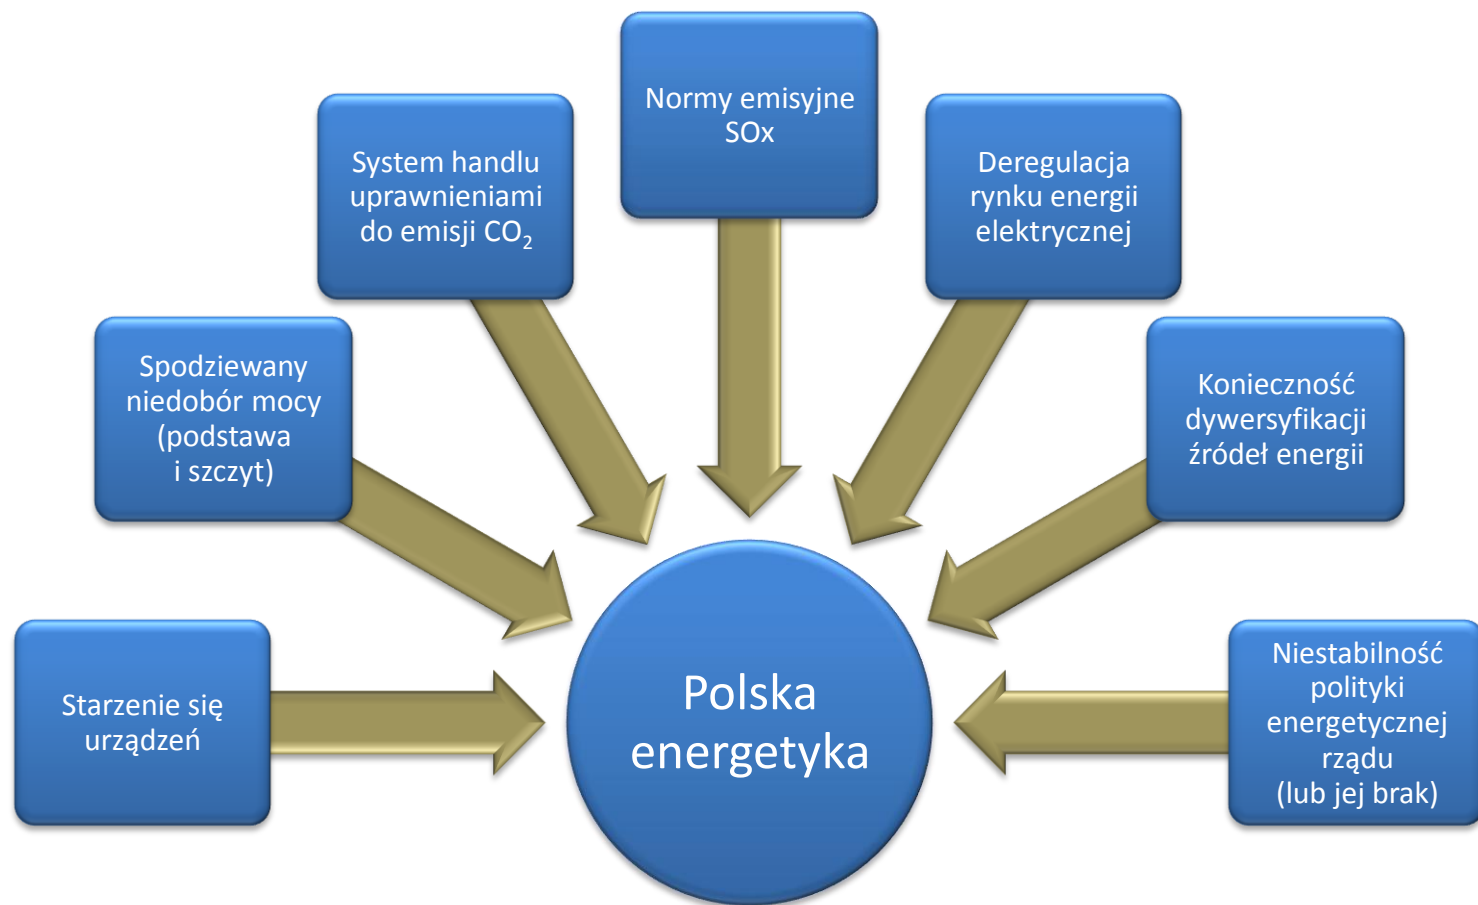 Normy emisyjne
SOx
System handlu
uprawnieniami
do emisji CO₂
Deregulacja
rynku energii
elektrycznej
Spodziewany
niedobór mocy
(podstawa
i szczyt)
Konieczność
dywersyfikacji
źródeł energii
Starzenie się
urządzeń
Polska
energetyka
Niestabilność
polityki
energetycznej
rządu
(lub jej brak)